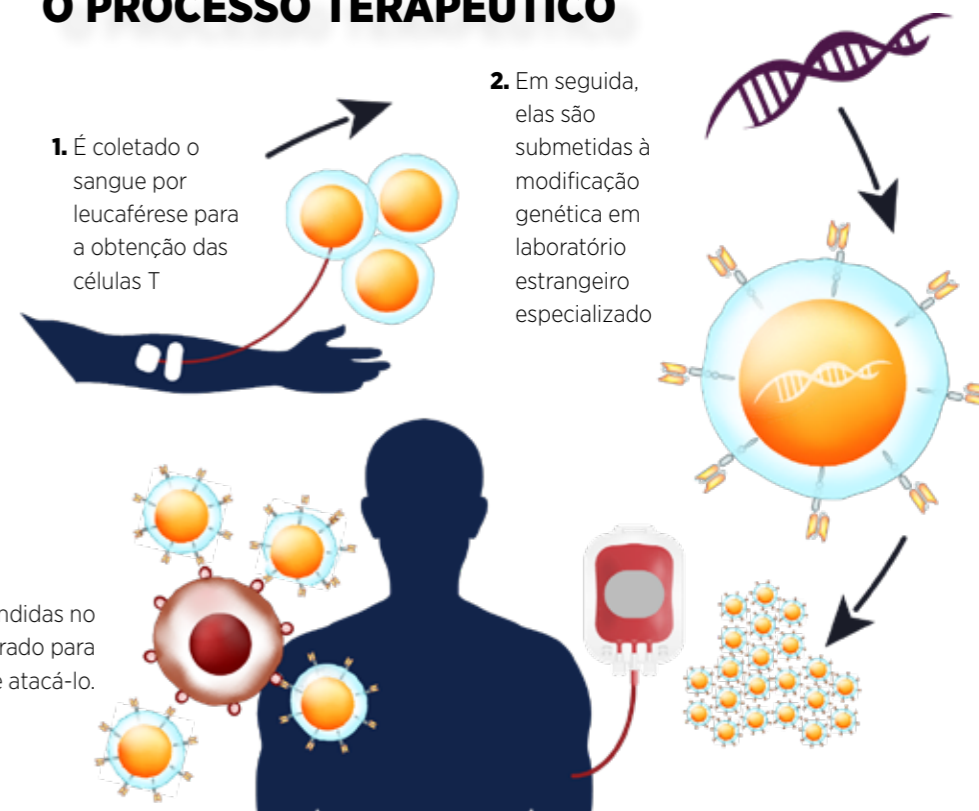 O PROCESSO TERAPÊUTICO
1. É coletado o
sangue por
leucaférese para
a obtenção das
células T
2. Em seguida,
elas são
submetidas à
modificação
genética em
laboratório
estrangeiro
especializado
no
para
atacá-lo.